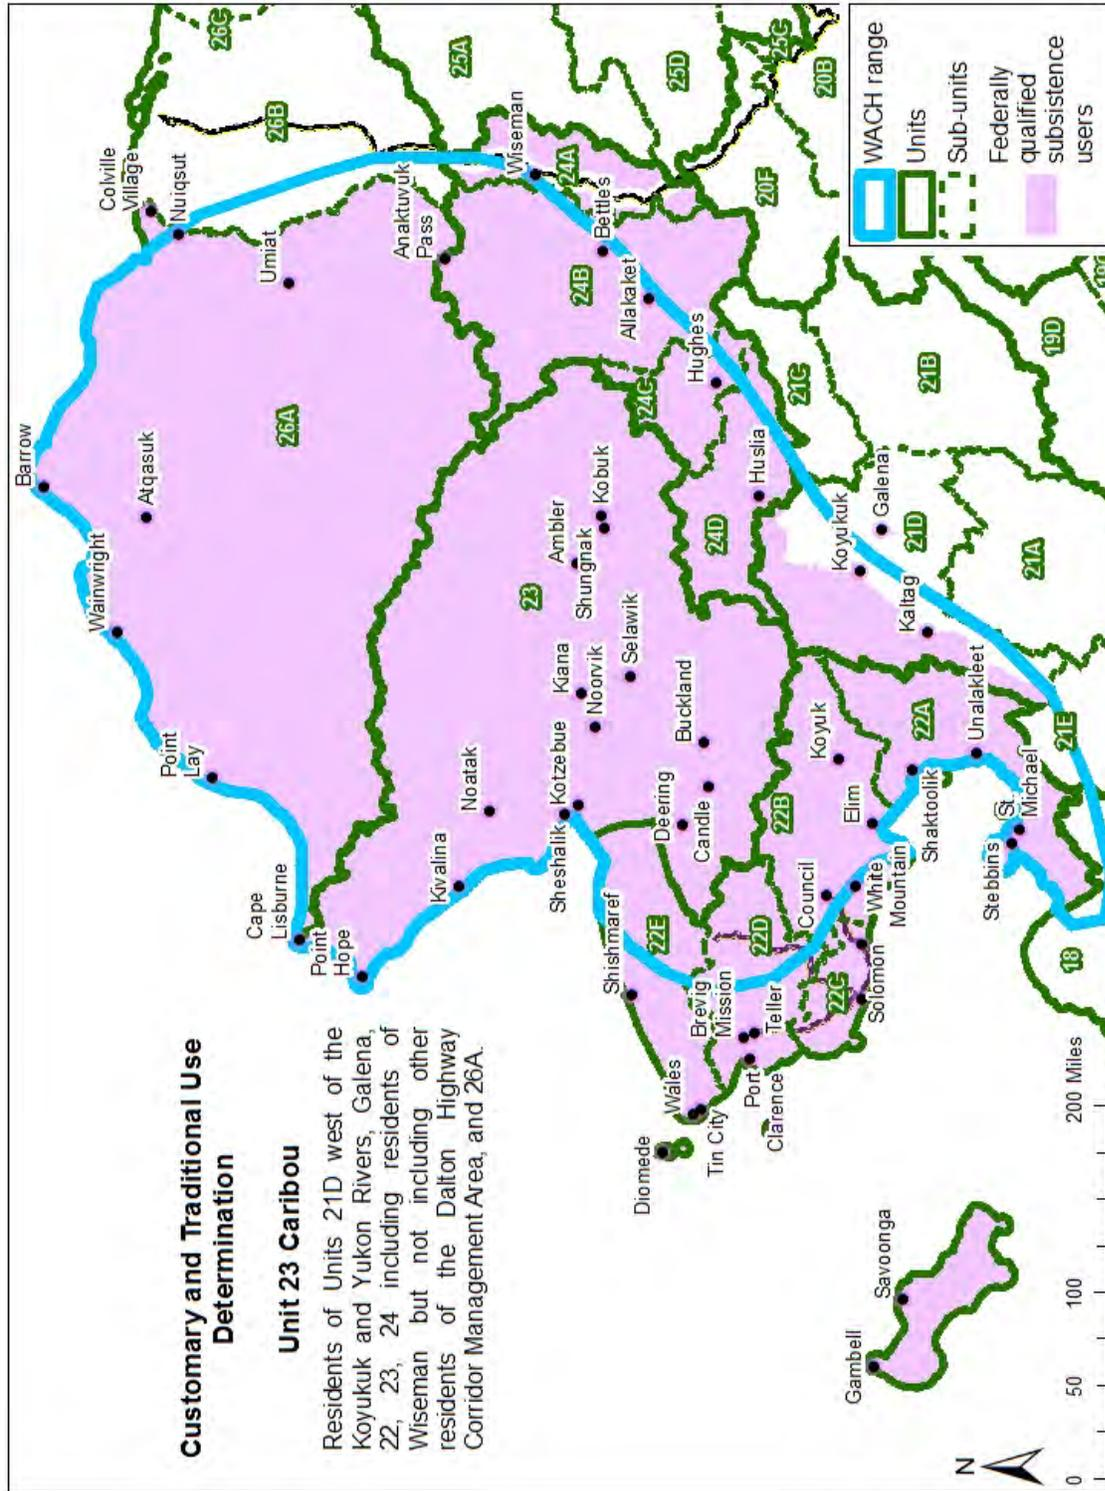 Customary and Traditional Use
Determination
Unit 23 Caribou
Residents of Units 21D west of the
Koyukuk and Yukon Rivers, Galena,
22, 23, 24 including residents of
Wiseman but not including other
residents of the Dalton Highway
Corridor Management Area, and 26A.
Barrow
Wainwright
Atqasuk
Point
Lay
Cape
Lisburne
Point
Hope
Colville
Village
Nuiqsut
Umiat
Anaktuvuk
Pass
26A
26B
26C
25A
25D
25C
20B
20F
Wiseman
24A
Bettles
24B
Allakaket
Hughes
24C
24D
Huslia
Kivalina
Noatak
23
Sheshalik
Kotzebue
Kiana
Noorvik
Selawik
Ambler
Shungnak
Kobuk
Buckland
Deering
Candle
Shishmaref
22E
22D
22B
22C
22A
Brevig
Mission
Teller
Wales
Tin City
Port
Clarence
Diomede
Council
White
Mountain
Solomon
Elim
Koyuk
Shaktoolik
Unalakleet
St
Michael
Stebbins
Koyukuk
Galena
Kaltag
21D
21C
21B
21A
21E
19D
18
Gambell
Savoonga
N
0 50 100 200 Miles
WACH range
Units
Sub-units
Federally
qualified
subsistence
users